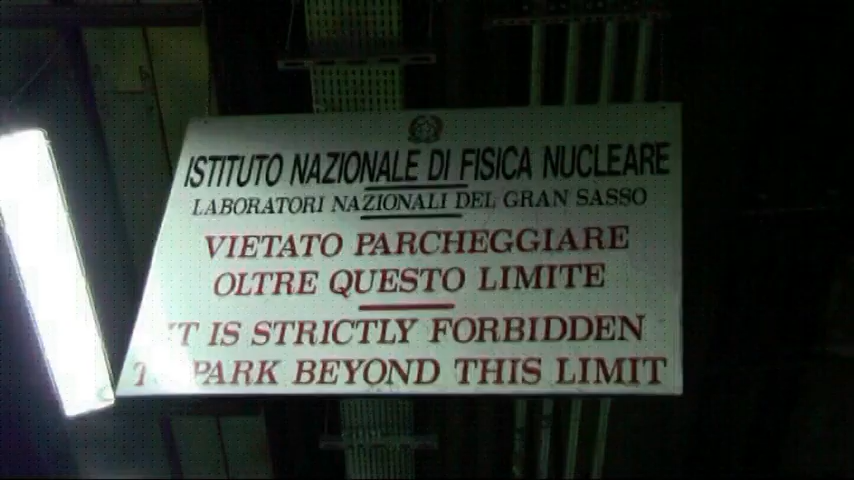 ISTITUTO NAZIONALE DI FISICA NUCLEARE
LABORATORI NAZIONALI DEL GRAN SASSO
VIETATO PARCHEGGIARE
OLTRE QUESTO LIMITE
IT IS STRICTLY FORBIDDEN
TO PARK BEYOND THIS LIMIT